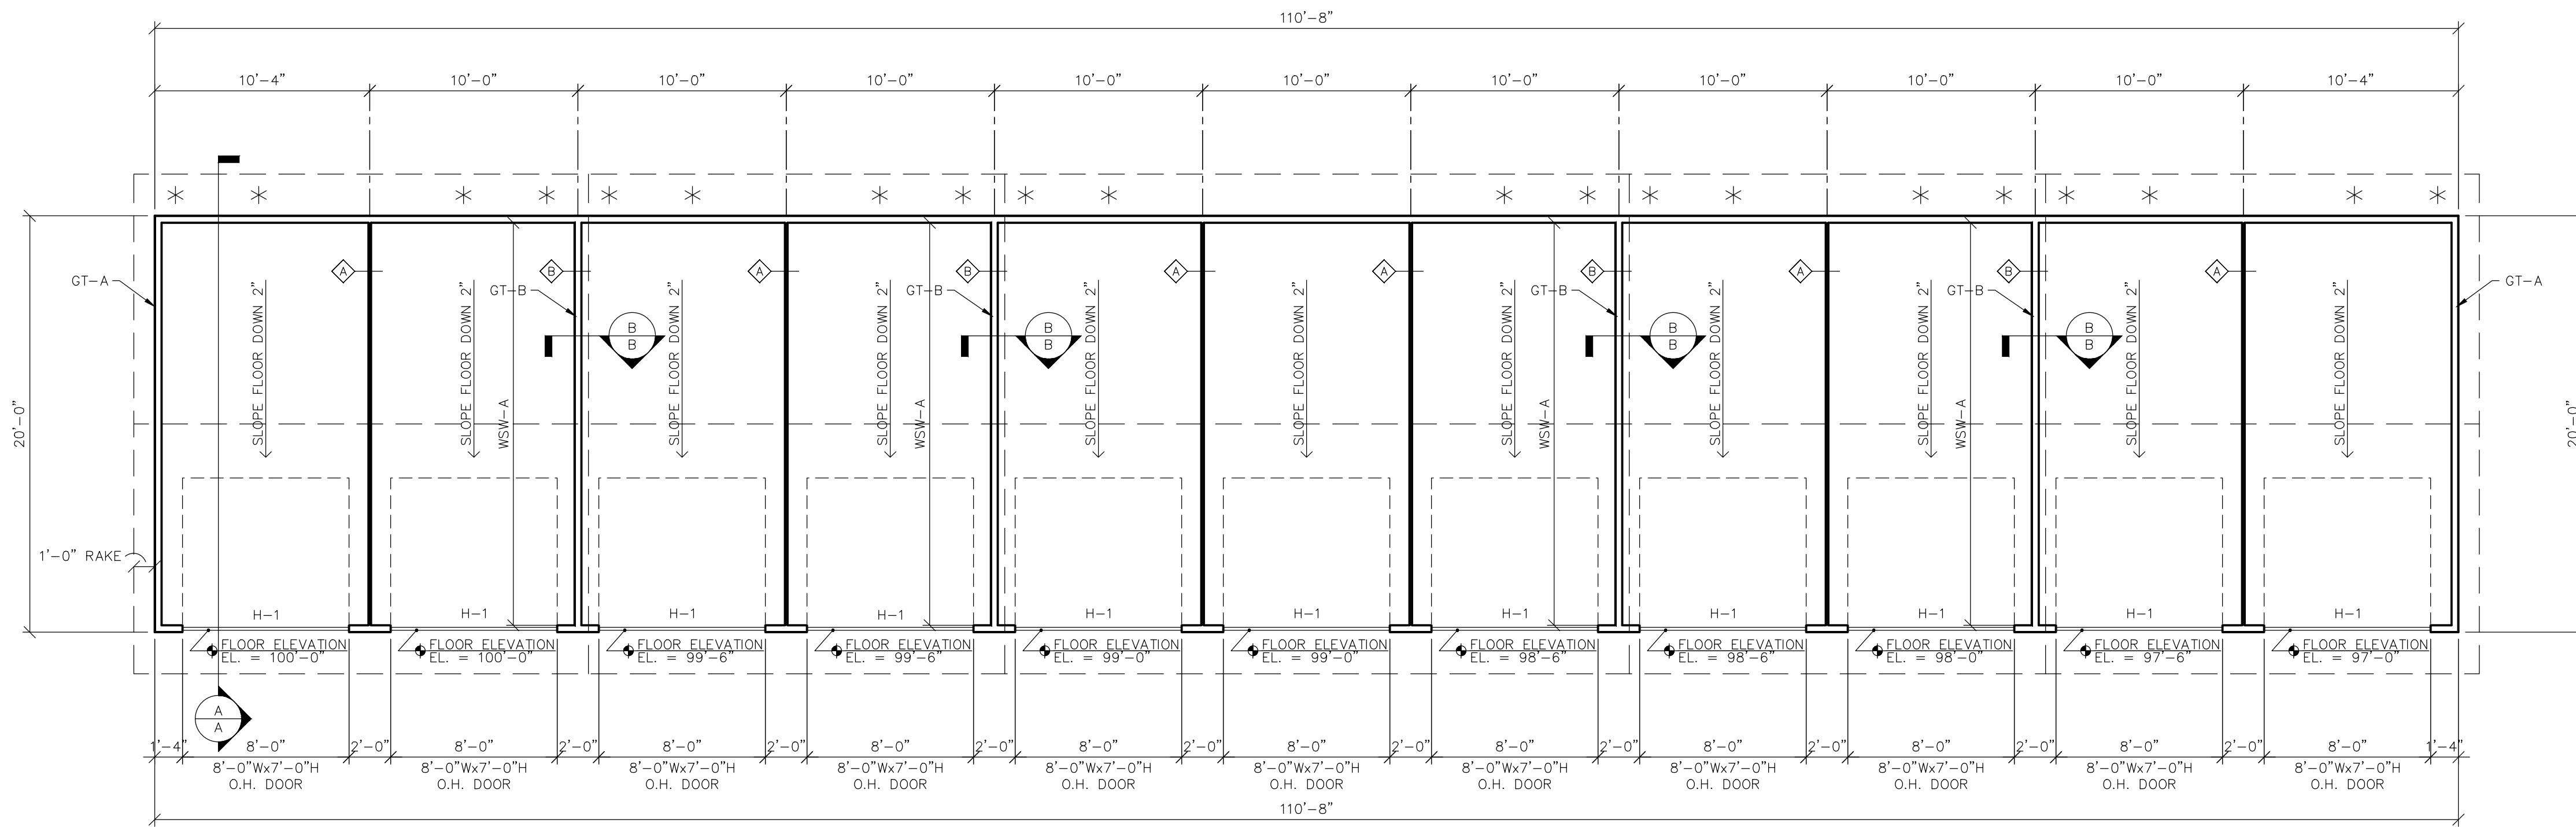 110'-8"
10'-4" 10'-0" 10'-0" 10'-0" 10'-0" 10'-0" 10'-0" 10'-0" 10'-0" 10'-0" 10'-4"
A B A B A A B A B A
GT-A GT-B GT-B GT-B GT-B GT-A
B B B B
B B B B
SLOPE FLOOR DOWN 2"
SLOPE FLOOR DOWN 2"
SLOPE FLOOR DOWN 2"
SLOPE FLOOR DOWN 2"
SLOPE FLOOR DOWN 2"
SLOPE FLOOR DOWN 2"
SLOPE FLOOR DOWN 2"
SLOPE FLOOR DOWN 2"
SLOPE FLOOR DOWN 2"
SLOPE FLOOR DOWN 2"
SLOPE FLOOR DOWN 2"
WSW-A
WSW-A
WSW-A
WSW-A
20'-0"
20'-0"
1'-0" RAKE
H-1 H-1 H-1 H-1 H-1 H-1 H-1 H-1 H-1 H-1 H-1
FLOOR ELEVATION FLOOR ELEVATION FLOOR ELEVATION FLOOR ELEVATION FLOOR ELEVATION FLOOR ELEVATION FLOOR ELEVATION FLOOR ELEVATION FLOOR ELEVATION FLOOR ELEVATION FLOOR ELEVATION
EL. = 100'-0" EL. = 100'-0" EL. = 99'-6" EL. = 99'-6" EL. = 99'-0" EL. = 99'-0" EL. = 98'-6" EL. = 98'-6" EL. = 98'-0" EL. = 97'-6" EL. = 97'-0"
A
A
1'-4" 8'-0" 2'-0" 8'-0" 2'-0" 8'-0" 2'-0" 8'-0" 2'-0" 8'-0" 2'-0" 8'-0" 2'-0" 8'-0" 2'-0" 8'-0" 2'-0" 8'-0" 2'-0" 8'-0" 2'-0" 8'-0" 1'-4"
8'-0"Wx7'-0"H 8'-0"Wx7'-0"H 8'-0"Wx7'-0"H 8'-0"Wx7'-0"H 8'-0"Wx7'-0"H 8'-0"Wx7'-0"H 8'-0"Wx7'-0"H 8'-0"Wx7'-0"H 8'-0"Wx7'-0"H 8'-0"Wx7'-0"H 8'-0"Wx7'-0"H
O.H. DOOR O.H. DOOR O.H. DOOR O.H. DOOR O.H. DOOR O.H. DOOR O.H. DOOR O.H. DOOR O.H. DOOR O.H. DOOR O.H. DOOR
110'-8"